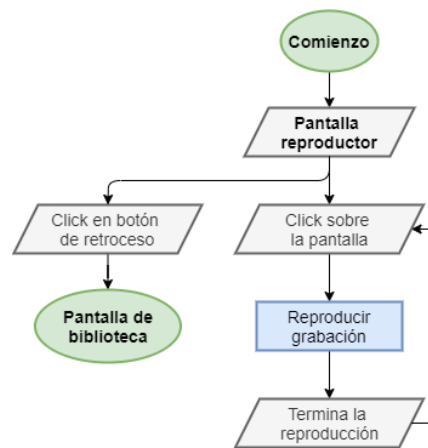 Comienzo
Pantalla
reproductor
Click en botón
de retroceso
Click sobre
la pantalla
Pantalla de
biblioteca
Reproducir
grabación
Termina la
reproducción